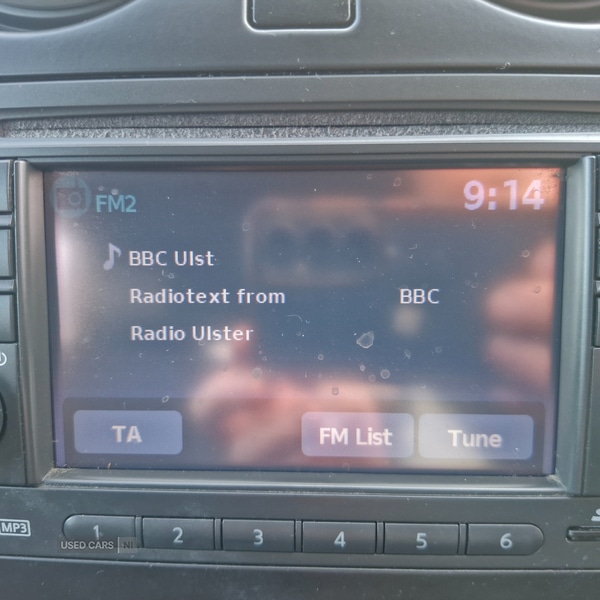 FM2 9:14
BBC Ulst
Radiotext from BBC
Radio Ulster
TA FM List Tune
MP3 1 2 3 4 5 6
USED CARS NI